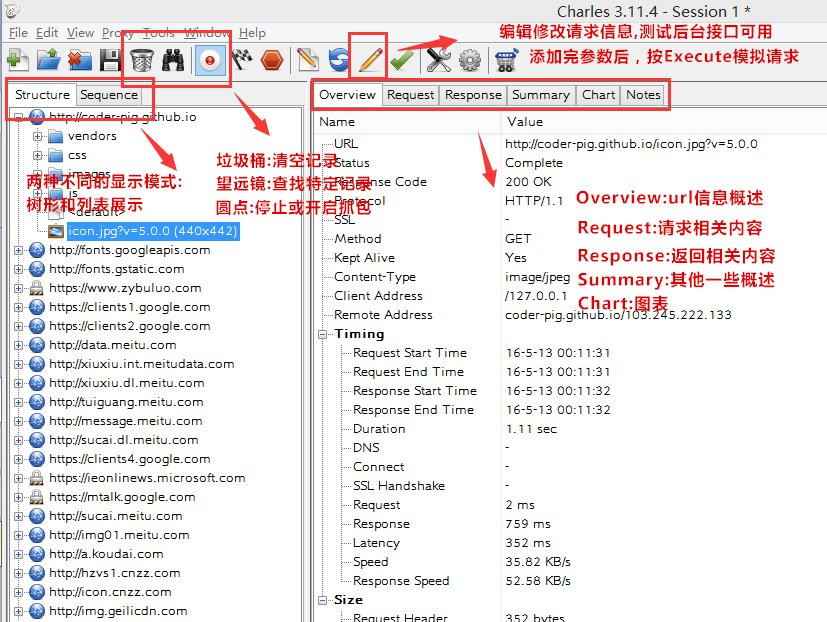 Charles 3.11.4 - Session 1 *
File Edit View Proxy Tools Window Help
编辑修改请求信息,测试后台接口可用
添加完参数后，按Execute模拟请求
Structure Sequence
Overview Request Response Summary Chart Notes
http://coder-pig.github.io
vendors
css
images
js
<default>
icon.jpg?v=5.0.0 (440x442)
http://fonts.googleapis.com
http://fonts.gstatic.com
https://www.zybuluo.com
https://clients1.google.com
https://clients2.google.com
http://data.meitu.com
http://xiuxiu.int.meitudata.com
http://xiuxiu.dl.meitu.com
http://tuiguang.meitu.com
http://message.meitu.com
http://sucai.dl.meitu.com
https://clients4.google.com
https://ieonlinews.microsoft.com
https://mtalk.google.com
http://sucai.meitu.com
http://img01.meitu.com
http://a.koudai.com
http://hzvs1.cnzz.com
http://icon.cnzz.com
http://img.geilicdn.com
两种不同的显示模式:
树形和列表展示
垃圾桶:清空记录
望远镜:查找特定记录
圆点:停止或开启抓包
Name Value
URL http://coder-pig.github.io/icon.jpg?v=5.0.0
Status Complete
Response Code 200 OK
Protocol HTTP/1.1
SSL -
Method GET
Kept Alive Yes
Content-Type image/jpeg
Client Address /127.0.0.1
Remote Address coder-pig.github.io/103.245.222.133
Timing
Request Start Time 16-5-13 00:11:31
Request End Time 16-5-13 00:11:31
Response Start Time 16-5-13 00:11:32
Response End Time 16-5-13 00:11:32
Duration 1.11 sec
DNS -
Connect -
SSL Handshake -
Request 2 ms
Response 759 ms
Latency 352 ms
Speed 35.82 KB/s
Response Speed 52.58 KB/s
Size
Request Header 352 bytes
Overview:url信息概述
Request:请求相关内容
Response:返回相关内容
Summary:其他一些概述
Chart:图表